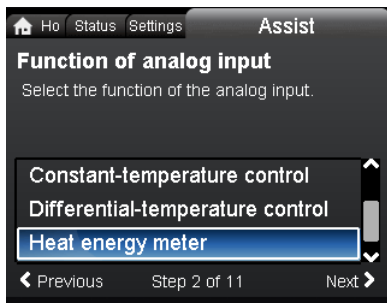 Ho Status Settings Assist
Function of analog input
Select the function of the analog input.
Constant-temperature control
Differential-temperature control
Heat energy meter
Previous Step 2 of 11 Next